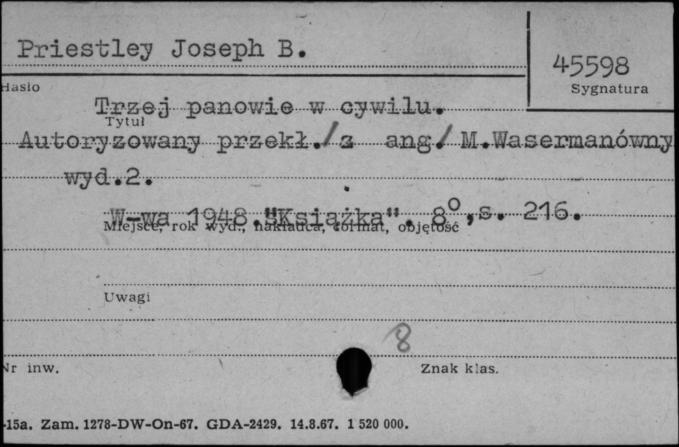 Priestley Joseph B.
45598
Hasło
Sygnatura
Trzej panowie w cywilu.
Tytuł
Autoryzowany przekł./z ang/ M.Wasermanówny
wyd.2.
W-wa 1948."Książka". 8°,s. 216.
Miejsce, rok wyd., nakładca, format, objętość
Uwagi
8
Nr inw.
Znak klas.
-15a. Zam. 1278-DW-On-67. GDA-2429. 14.8.67. 1 520 000.